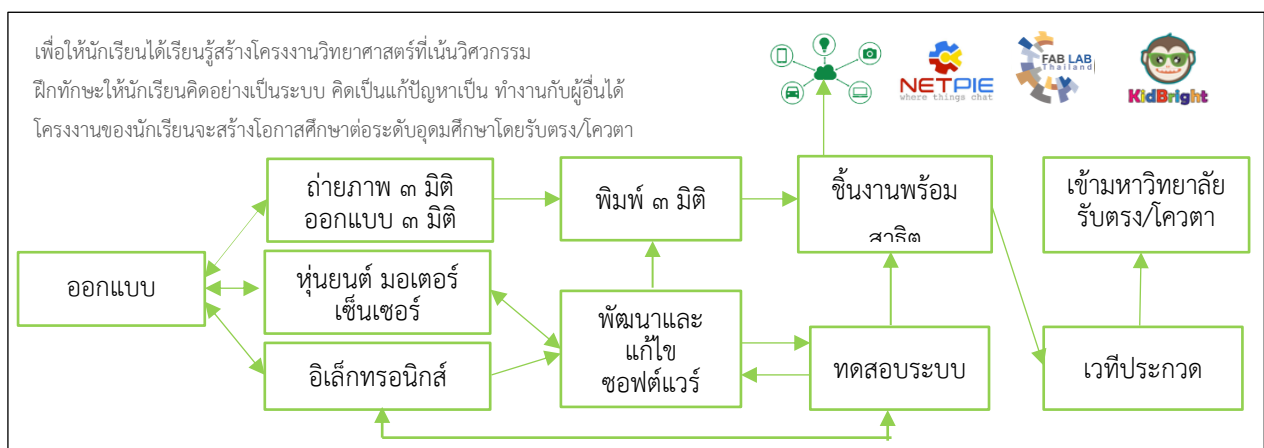 เพื่อให้นักเรียนได้เรียนรู้สร้างโครงงานวิทยาศาสตร์ที่เน้นวิศวกรรม
ฝึกทักษะให้นักเรียนคิดอย่างเป็นระบบ คิดเป็นแก้ปัญหาเป็น ทำงานกับผู้อื่นได้
โครงงานของนักเรียนจะสร้างโอกาสศึกษาต่อระดับอุดมศึกษาโดยรับตรง/โควตา
NETPIE
where things chat
FAB LAB
Thailand
KidBright
ถ่ายภาพ ๓ มิติ
ออกแบบ ๓ มิติ
พิมพ์ ๓ มิติ
ชิ้นงานพร้อม
สาธิต
เข้ามหาวิทยาลัย
รับตรง/โควตา
ออกแบบ
หุ่นยนต์ มอเตอร์
เซ็นเซอร์
พัฒนาและ
แก้ไข
ซอฟต์แวร์
อิเล็กทรอนิกส์
ทดสอบระบบ
เวทีประกวด